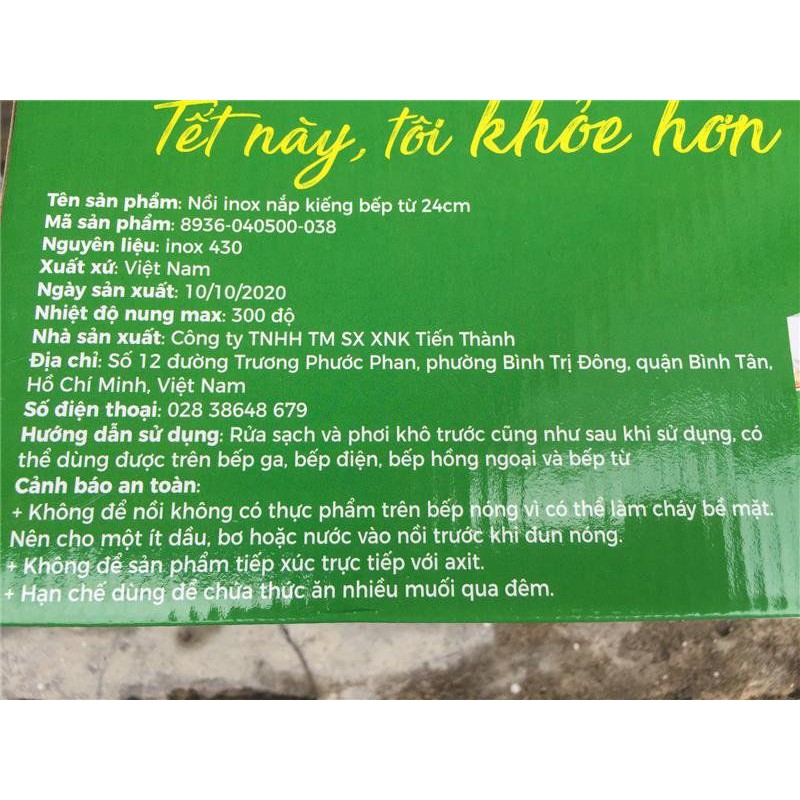 Tết này, tôi khỏe hơn
Tên sản phẩm: Nồi inox nắp kiếng bếp từ 24cm
Mã sản phẩm: 8936-040500-038
Nguyên liệu: inox 430
Xuất xứ: Việt Nam
Ngày sản xuất: 10/10/2020
Nhiệt độ nung max: 300 độ
Nhà sản xuất: Công ty TNHH TM SX XNK Tiến Thành
Địa chỉ: Số 12 đường Trương Phước Phan, phường Bình Trị Đông, quận Bình Tân,
Hồ Chí Minh, Việt Nam
Số điện thoại: 028 38648 679
Hướng dẫn sử dụng: Rửa sạch và phơi khô trước cũng như sau khi sử dụng, có
thể dùng được trên bếp ga, bếp điện, bếp hồng ngoại và bếp từ
Cảnh báo an toàn:
+ Không để nồi không có thực phẩm trên bếp nóng vì có thể làm cháy bề mặt.
Nên cho một ít dầu, bơ hoặc nước vào nồi trước khi đun nóng.
+ Không để sản phẩm tiếp xúc trực tiếp với axit.
+ Hạn chế dùng để chứa thức ăn nhiều muối qua đêm.